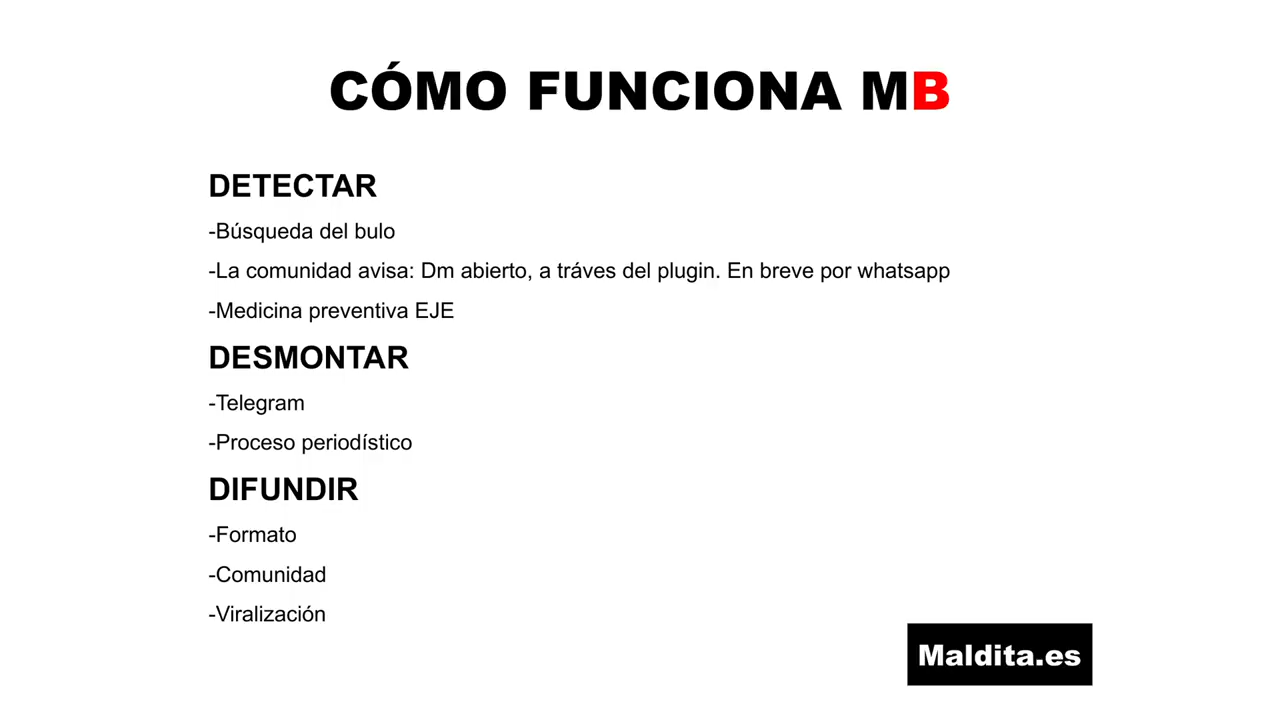 CÓMO FUNCIONA MB
DETECTAR
-Búsqueda del bulo
-La comunidad avisa: Dm abierto, a tráves del plugin. En breve por whatsapp
-Medicina preventiva EJE
DESMONTAR
-Telegram
-Proceso periodístico
DIFUNDIR
-Formato
-Comunidad
-Viralización
Maldita.es